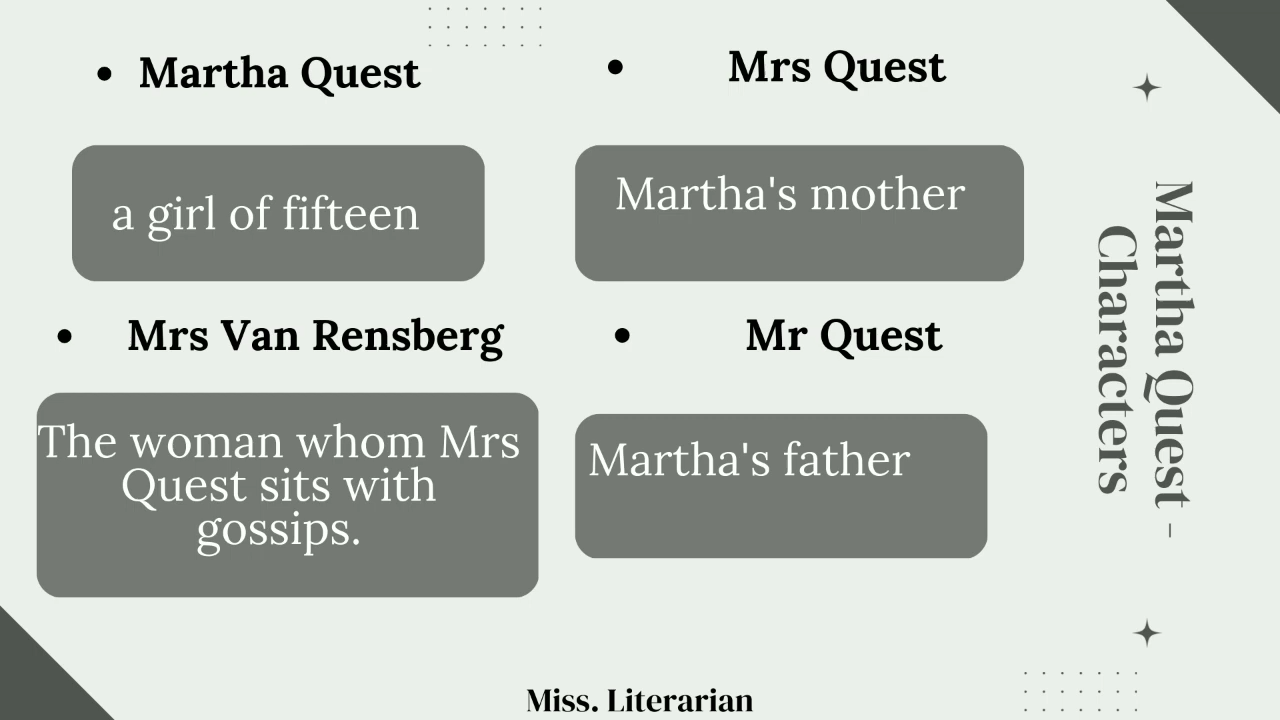 Martha Quest
a girl of fifteen
Mrs Quest
Martha's mother
Mrs Van Rensberg
The woman whom Mrs
Quest sits with
gossips.
Mr Quest
Martha's father
Martha Quest –
Characters
Miss. Literarian